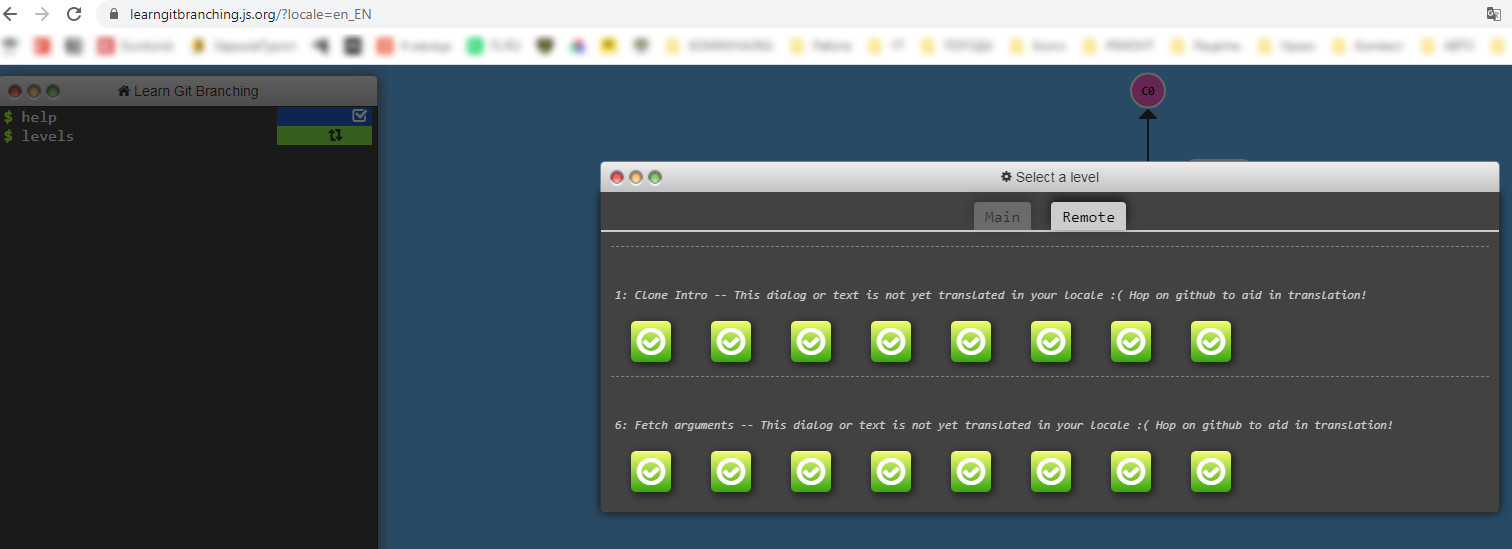 learngitbranching.js.org/?locale=en_EN
Learn Git Branching
$ help
$ levels
C0
Select a level
Main Remote
1: Clone Intro -- This dialog or text is not yet translated in your locale :( Hop on github to aid in translation!
6: Fetch arguments -- This dialog or text is not yet translated in your locale :( Hop on github to aid in translation!